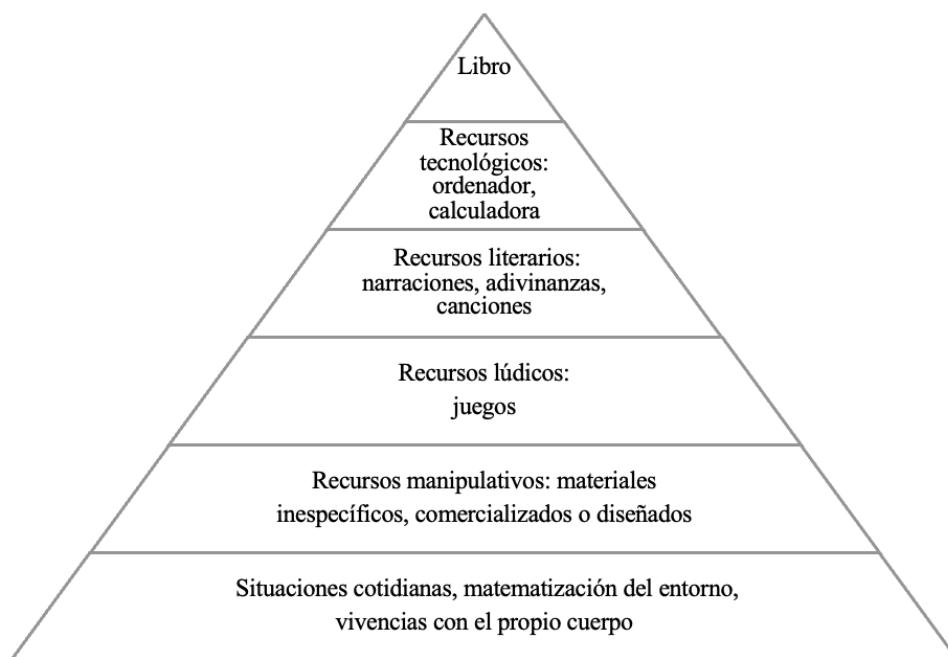 Libro
Recursos
tecnológicos:
ordenador,
calculadora
Recursos literarios:
narraciones, adivinanzas,
canciones
Recursos lúdicos:
juegos
Recursos manipulativos: materiales
inespecíficos, comercializados o diseñados
Situaciones cotidianas, matematización del entorno,
vivencias con el propio cuerpo